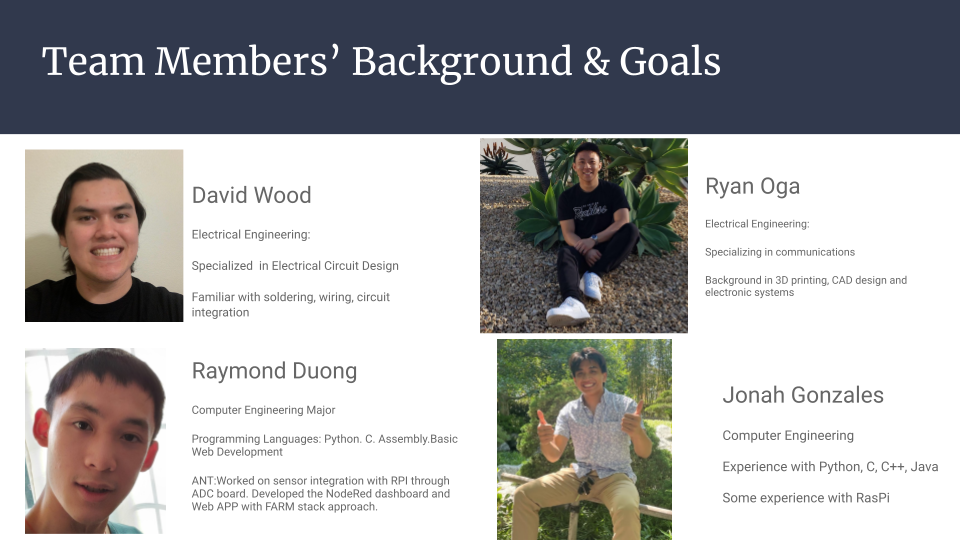 Team Members’ Background & Goals
David Wood
Electrical Engineering:
Specialized  in Electrical Circuit Design
Familiar with soldering, wiring, circuit
integration
Ryan Oga
Electrical Engineering:
Specializing in communications
Background in 3D printing, CAD design and
electronic systems
Raymond Duong
Computer Engineering Major
Programming Languages: Python. C. Assembly.Basic
Web Development
ANT:Worked on sensor integration with RPI through
ADC board. Developed the NodeRed dashboard and
Web APP with FARM stack approach.
Jonah Gonzales
Computer Engineering
Experience with Python, C, C++, Java
Some experience with RasPi